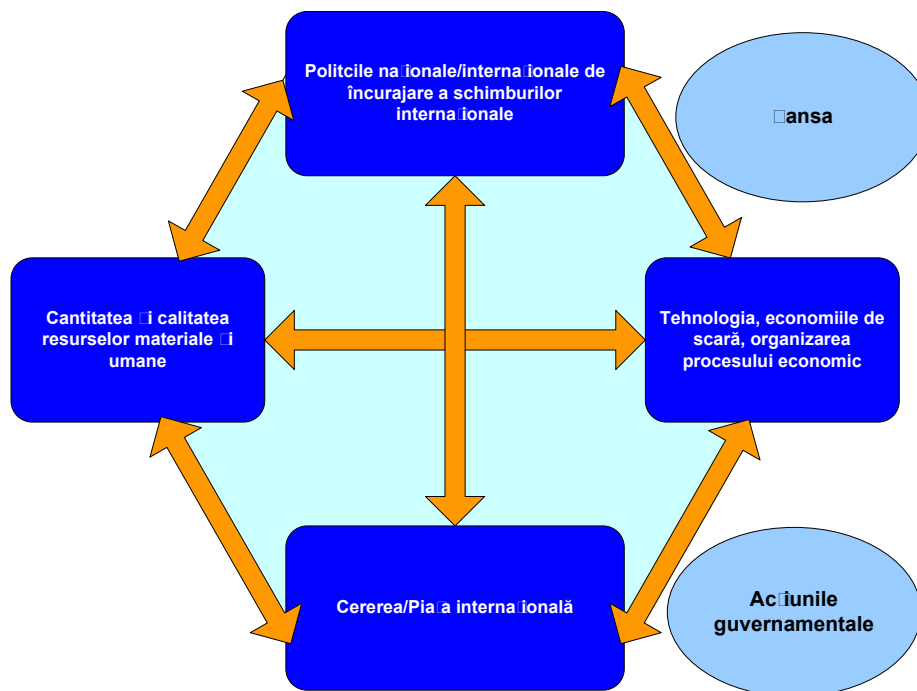 Politcile na□ionale/interna□ionale de
încurajare a schimburilor
interna□ionale
□ansa
Cantitatea □i calitatea
resurselor materiale □i
umane
Tehnologia, economiile de
scară, organizarea
procesului economic
Cererea/Pia□a interna□ională
Ac□iunile
guvernamentale